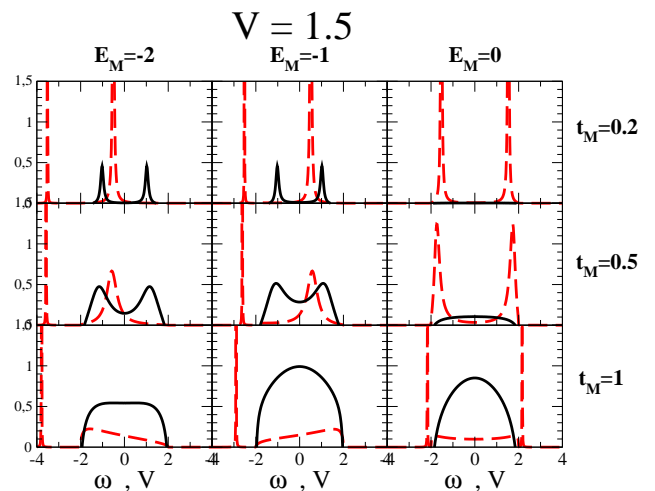 V = 1.5
E_M=-2 E_M=-1 E_M=0
1,5
1
0,5
t_M=0.2
1,5
1
0,5
t_M=0.5
1,5
1
0,5
0
t_M=1
-4 -2 0 2 -4 -2 0 2 -4 -2 0 2 4
ω , V ω , V ω , V